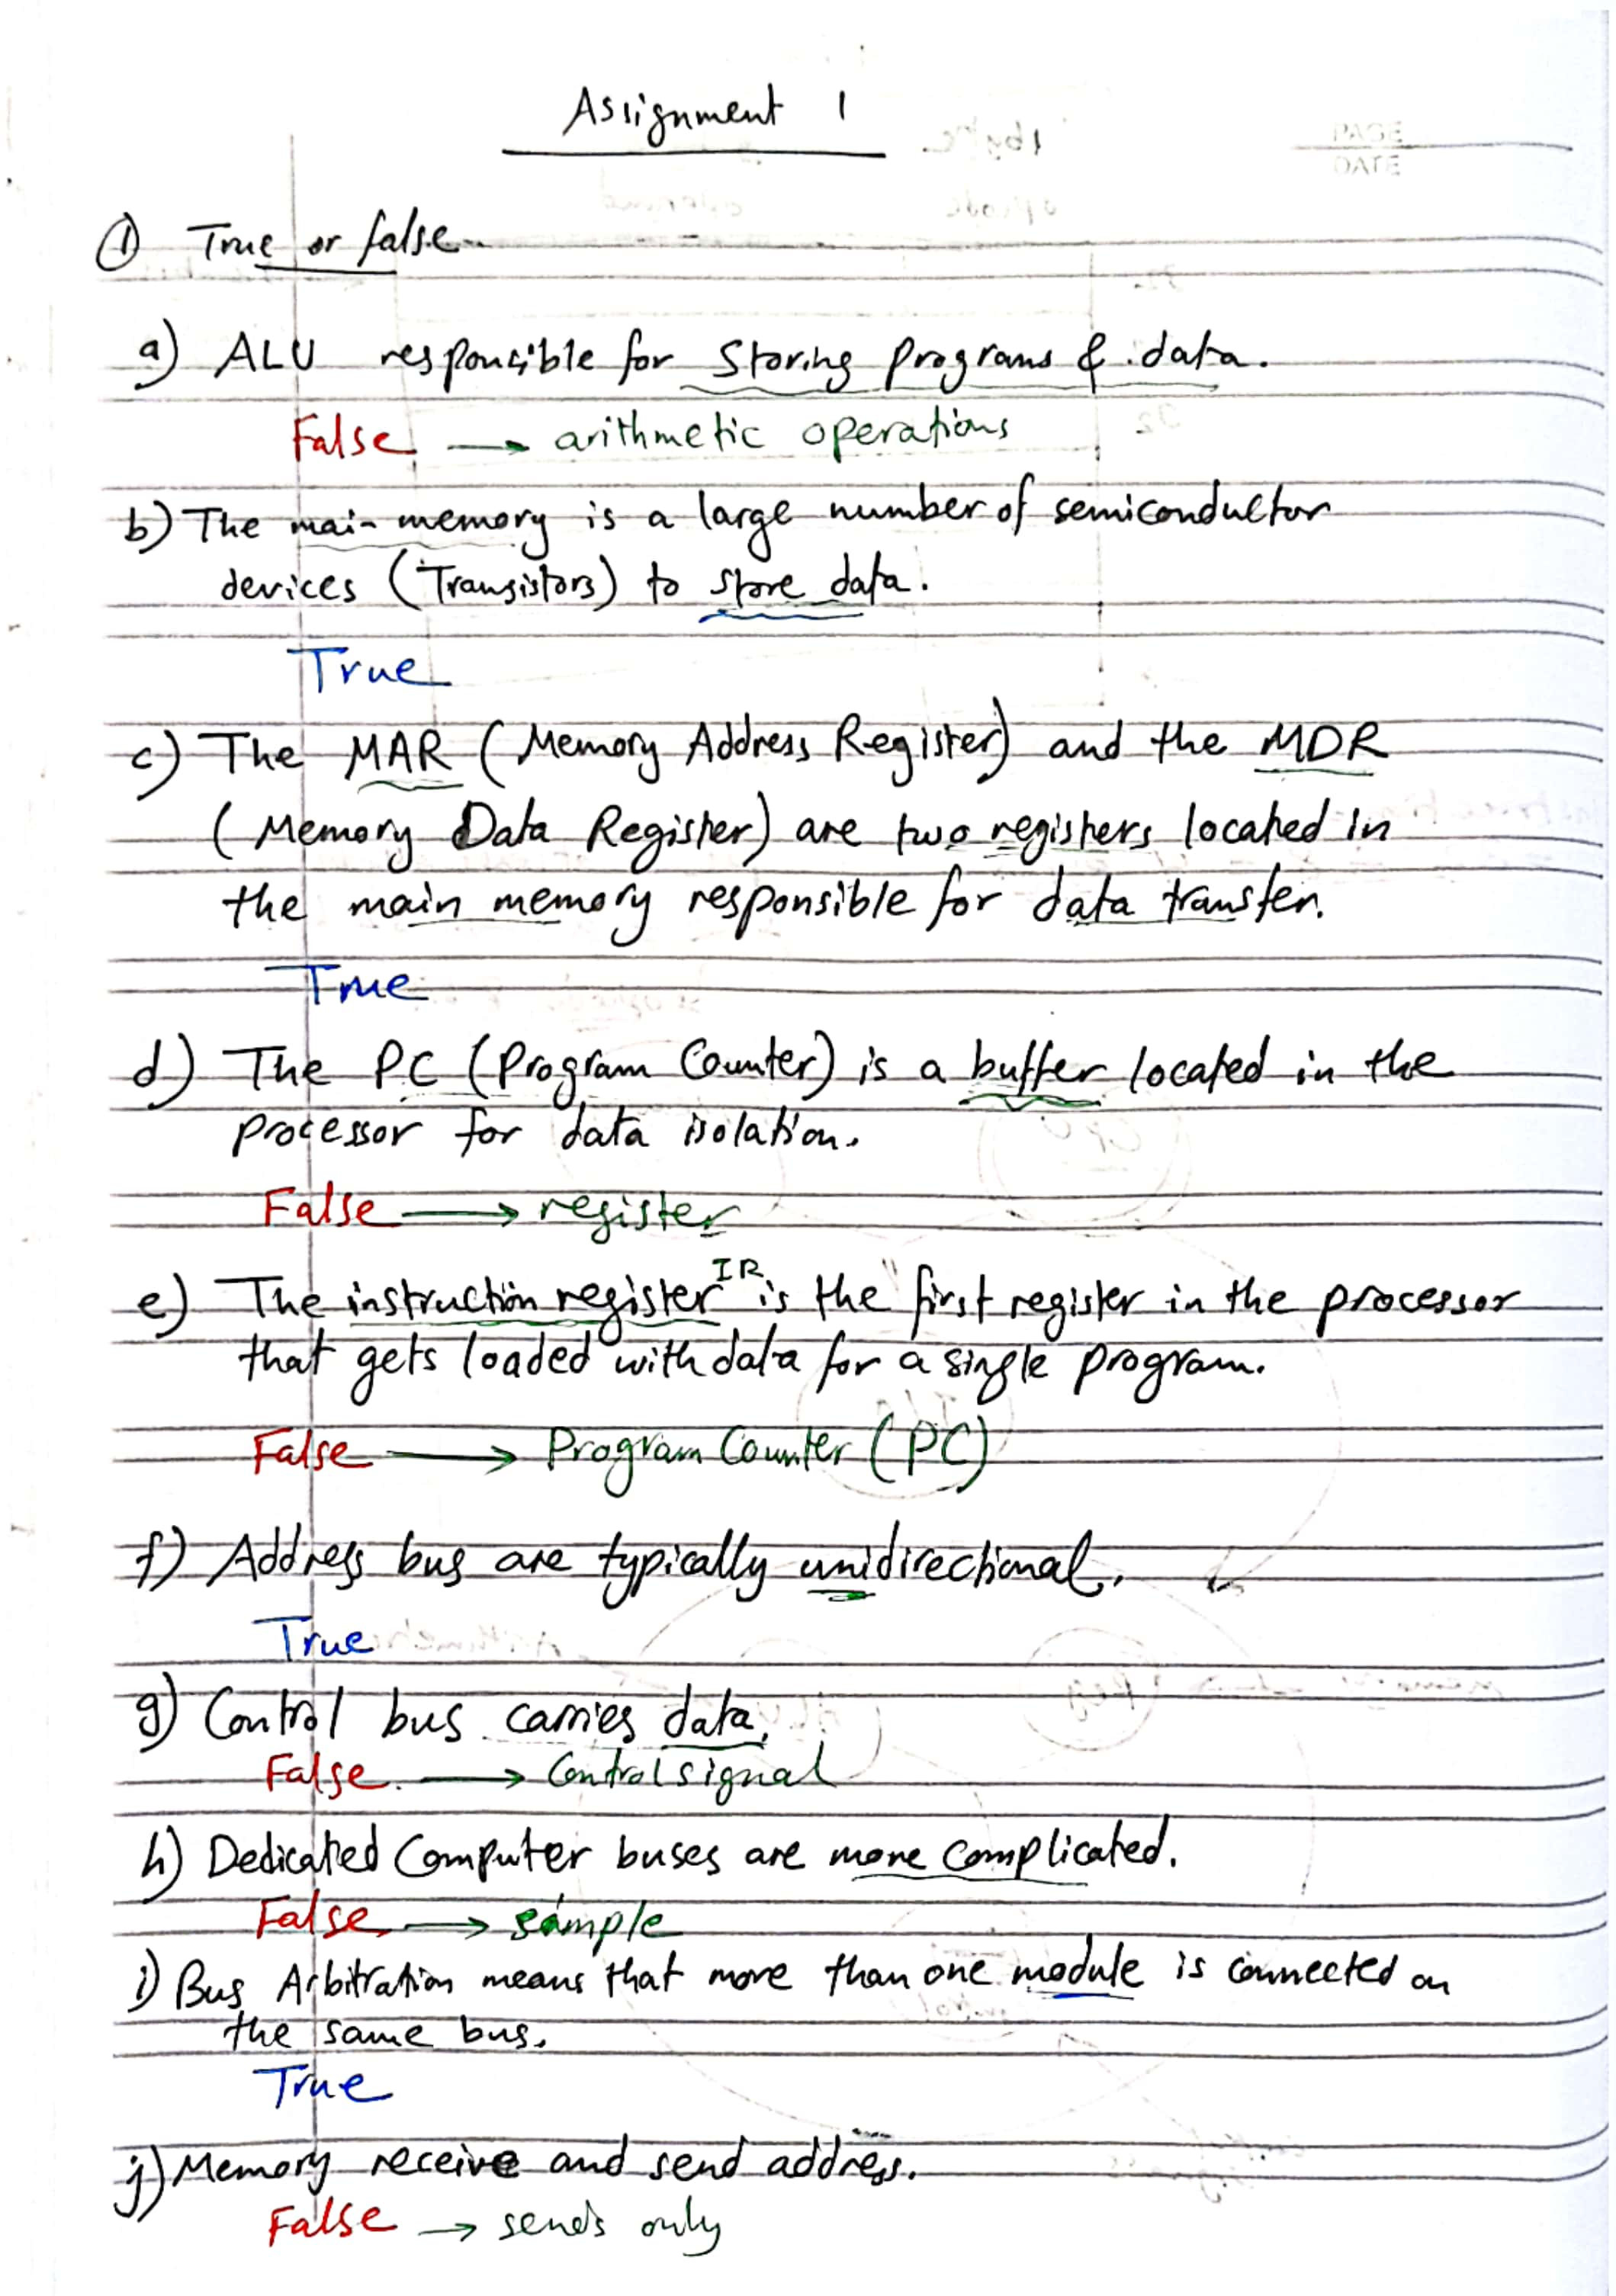 Assignment 1
PAGE
DATE
① True or false
a) ALU responsible for Storing programs & data.
False → arithmetic operations
b) The main memory is a large number of semiconductor
devices (Transistors) to store data.
True
c) The MAR (Memory Address Register) and the MDR
(Memory Data Register) are two registers located in
the main memory responsible for data transfer.
True
d) The PC (Program Counter) is a buffer located in the
processor for data isolation.
False → register
e) The instruction register IR is the first register in the processor
that gets loaded with data for a single program.
False → Program Counter (PC)
f) Address bus are typically unidirectional.
True
g) Control bus carries data.
False → Control signal
h) Dedicated Computer buses are more complicated.
False → simple
i) Bus Arbitration means that more than one module is connected on
the same bus.
True
j) Memory receive and send address.
False → sends only